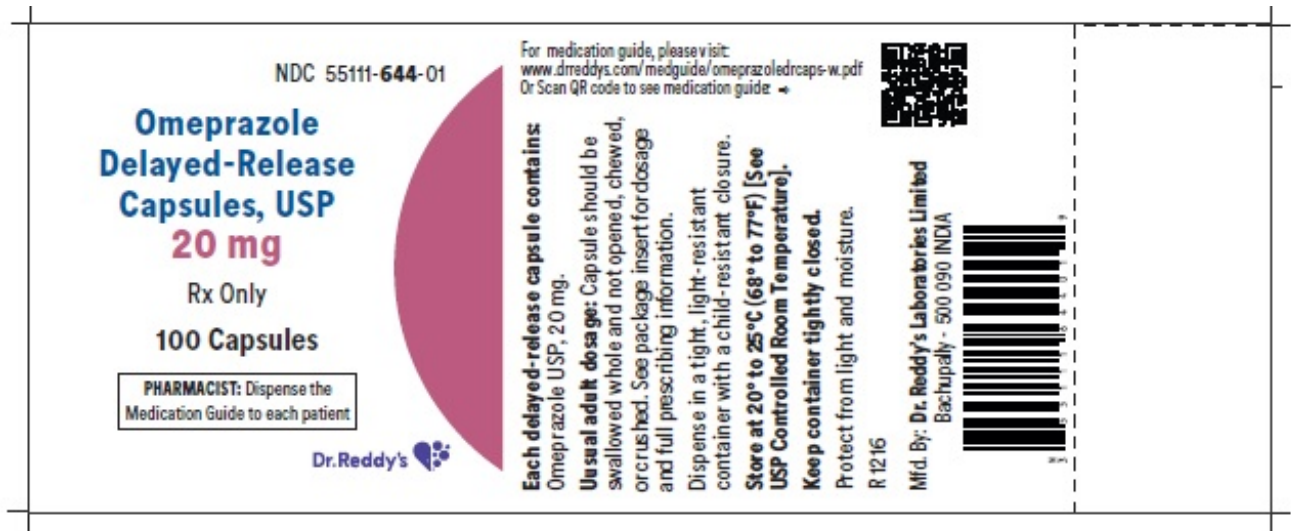 NDC 55111-644-01
Omeprazole
Delayed-Release
Capsules, USP
20 mg
Rx Only
100 Capsules
PHARMACIST: Dispense the
Medication Guide to each patient
Dr.Reddy's
For medication guide, please visit:
www.drreddys.com/medguide/omeprazoledrcaps-w.pdf
Or Scan QR code to see medication guide: →
Each delayed-release capsule contains:
Omeprazole USP, 20 mg.
Uusual adult dosage: Capsule should be
swallowed whole and not opened, chewed,
or crushed. See package insert for dosage
and full prescribing information.
Dispense in a tight, light-resistant
container with a child-resistant closure.
Store at 20° to 25°C (68° to 77°F) [See
USP Controlled Room Temperature].
Keep container tightly closed.
Protect from light and moisture.
R1216
Mfd. By: Dr. Reddy's Laboratories Limited
Bachupally - 500 090 INDIA